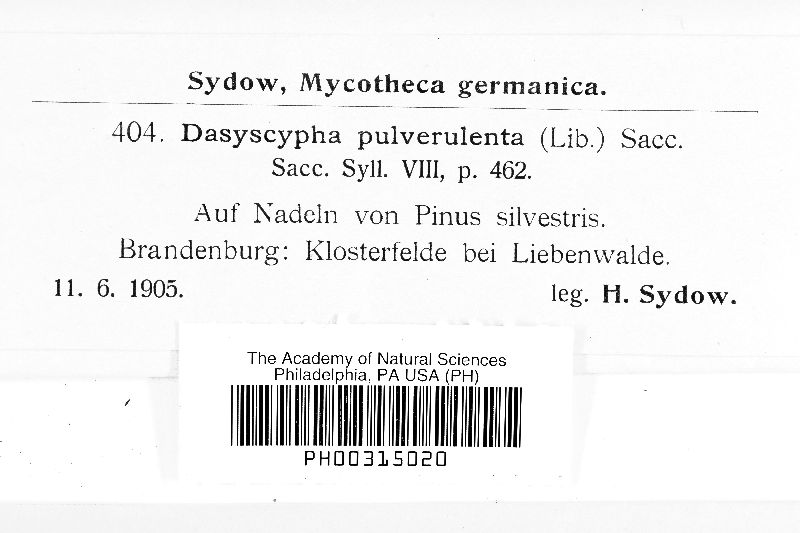 Sydow, Mycotheca germanica.
404. Dasyscypha pulverulenta (Lib.) Sacc.
Sacc. Syll. VIII, p. 462.
Auf Nadeln von Pinus silvestris.
Brandenburg: Klosterfelde bei Liebenwalde.
11. 6. 1905. leg. H. Sydow.
The Academy of Natural Sciences
Philadelphia, PA USA (PH)
PH00315020